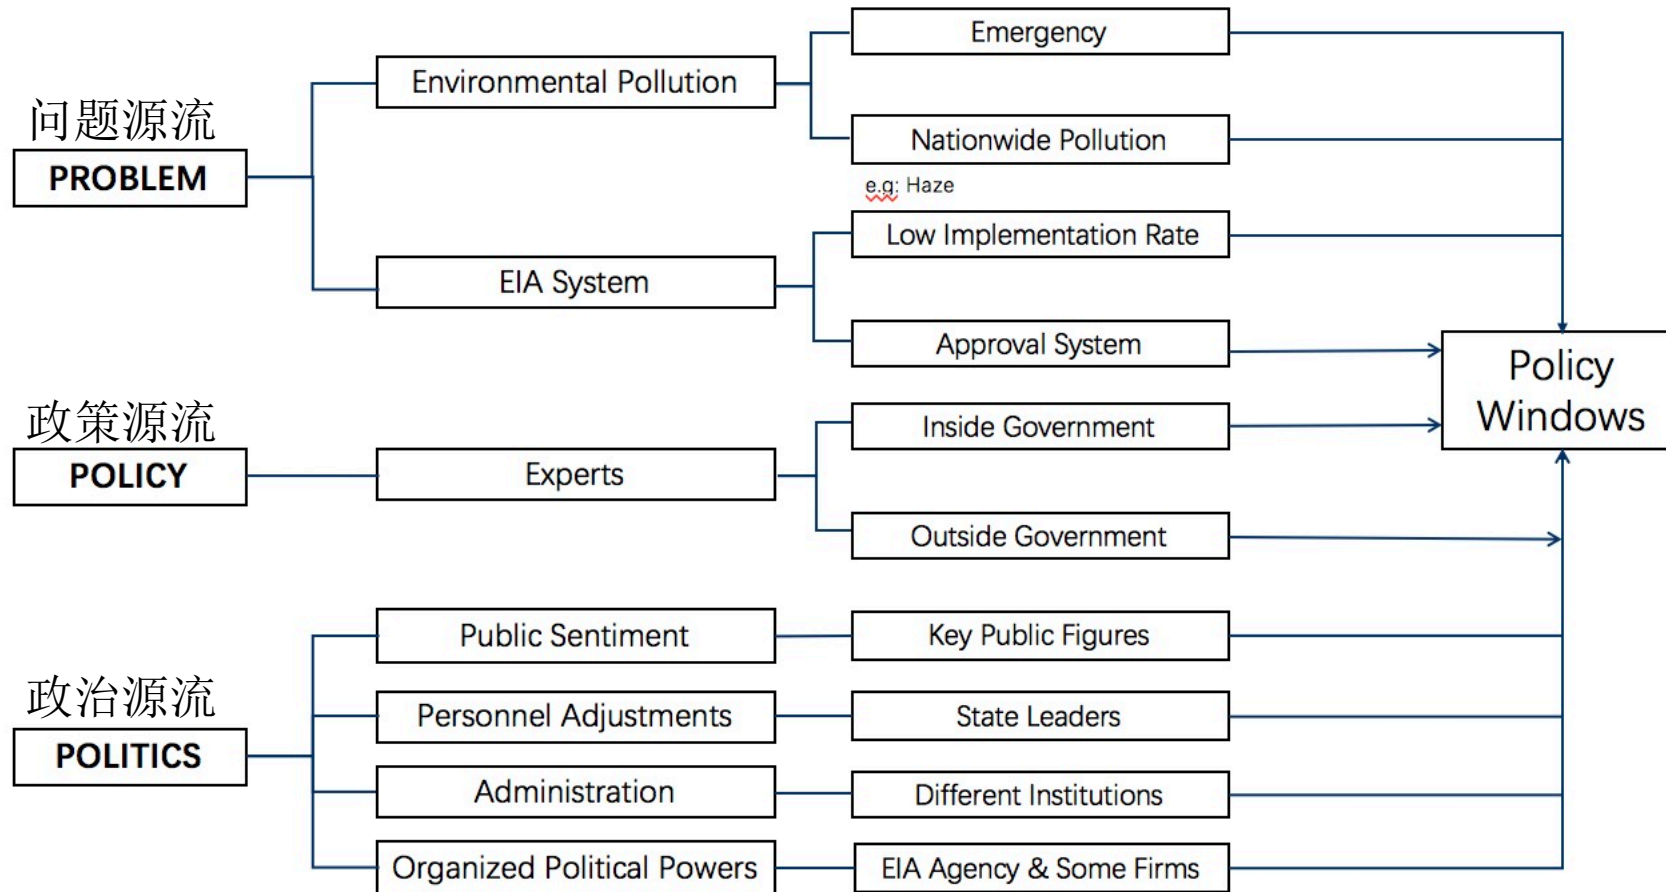 问题源流
PROBLEM
Environmental Pollution
Emergency
Nationwide Pollution
e.g: Haze
EIA System
Low Implementation Rate
Approval System
政策源流
POLICY
Experts
Inside Government
Outside Government
政治源流
POLITICS
Public Sentiment
Key Public Figures
Personnel Adjustments
State Leaders
Administration
Different Institutions
Organized Political Powers
EIA Agency & Some Firms
Policy
Windows